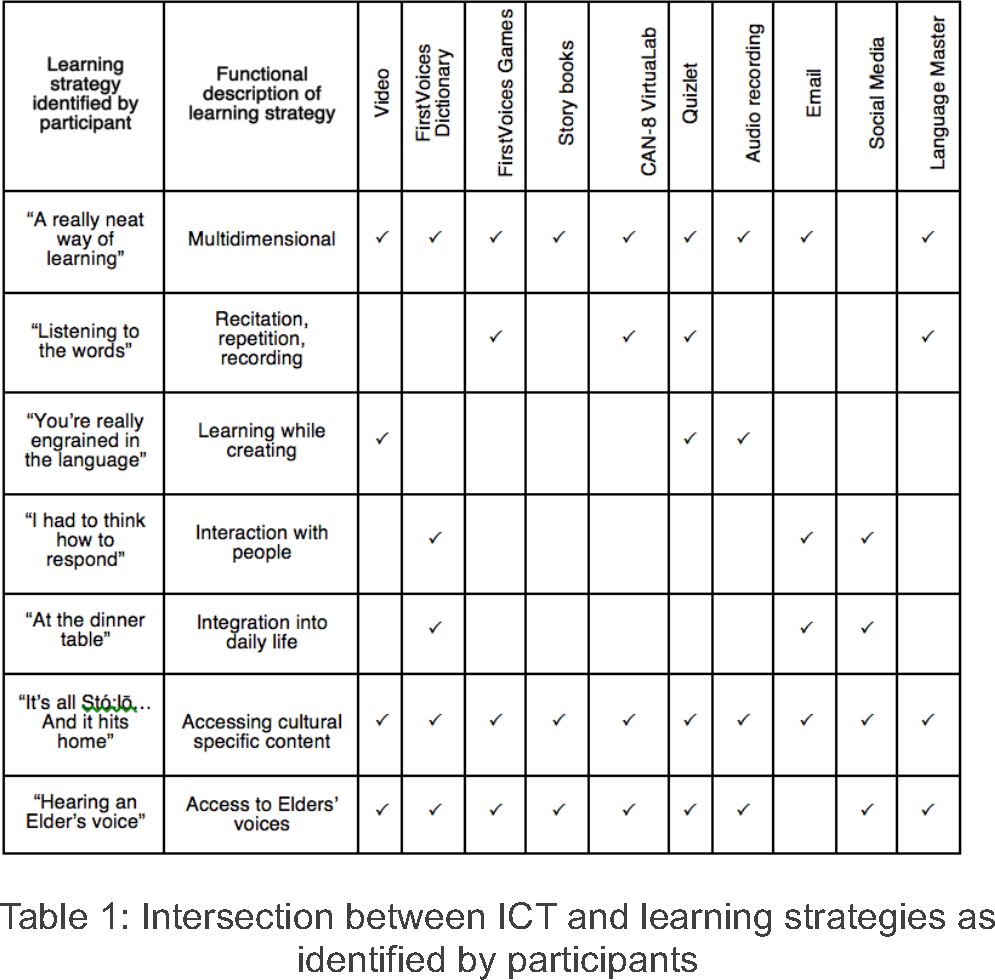 Learning
strategy
identified by
participant
Functional
description of
learning strategy
Video
FirstVoices
Dictionary
FirstVoices Games
Story books
CAN-8 VirtuaLab
Quizlet
Audio recording
Email
Social Media
Language Master
“A really neat
way of
learning”
Multidimensional
✓ ✓ ✓ ✓ ✓ ✓ ✓ ✓ ✓
“Listening to
the words”
Recitation,
repetition,
recording
✓ ✓ ✓ ✓
“You’re really
engrained in
the language”
Learning while
creating
✓ ✓ ✓
“I had to think
how to
respond”
Interaction with
people
✓ ✓ ✓
“At the dinner
table”
Integration into
daily life
✓ ✓ ✓
“It’s all Stó:lō…
And it hits
home”
Accessing cultural
specific content
✓ ✓ ✓ ✓ ✓ ✓ ✓ ✓ ✓ ✓
“Hearing an
Elder’s voice”
Access to Elders’
voices
✓ ✓ ✓ ✓ ✓ ✓ ✓ ✓ ✓
Table 1: Intersection between ICT and learning strategies as
identified by participants